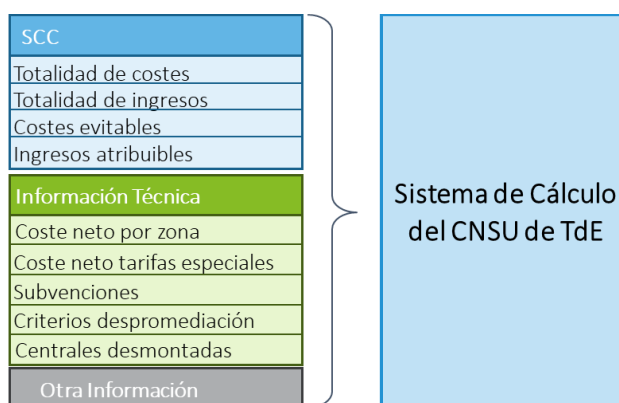 SCC
Totalidad de costes
Totalidad de ingresos
Costes evitables
Ingresos atribuibles
Información Técnica
Coste neto por zona
Coste neto tarifas especiales
Subvenciones
Criterios despromediación
Centrales desmontadas
Otra Información
Sistema de Cálculo
del CNSU de TdE